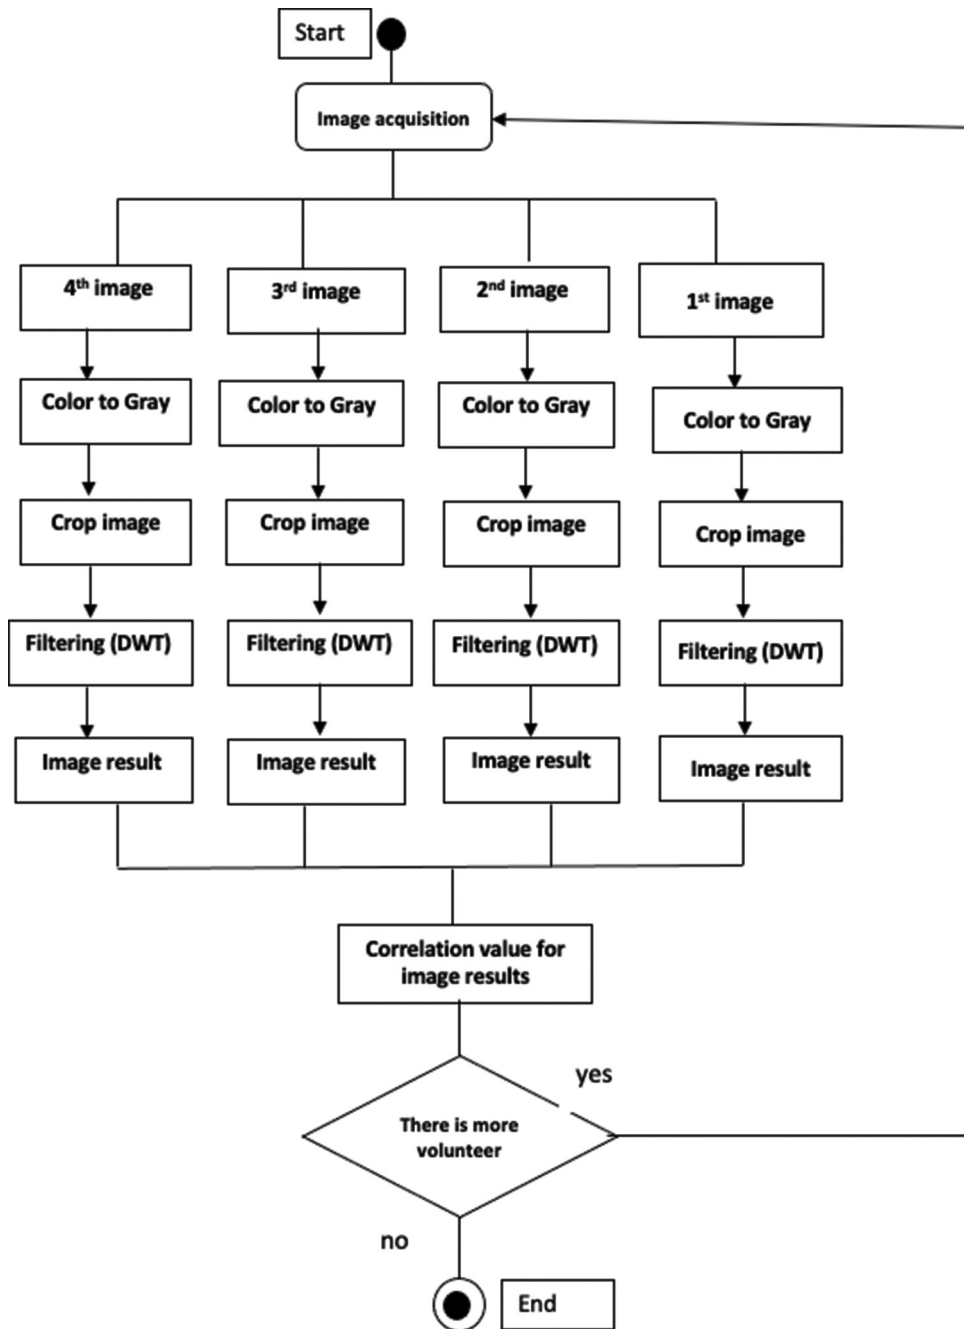 Start
Image acquisition
4th image
3rd image
2nd image
1st image
Color to Gray
Color to Gray
Color to Gray
Color to Gray
Crop image
Crop image
Crop image
Crop image
Filtering (DWT)
Filtering (DWT)
Filtering (DWT)
Filtering (DWT)
Image result
Image result
Image result
Image result
Correlation value for
image results
yes
There is more
volunteer
no
End